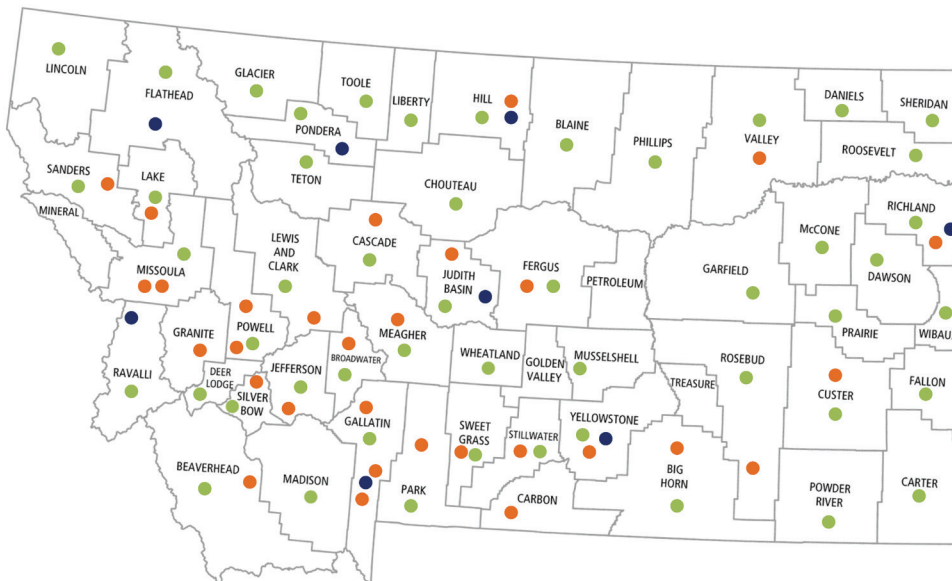 LINCOLN
FLATHEAD
GLACIER
TOOLE
LIBERTY
HILL
BLAINE
PHILLIPS
VALLEY
DANIELS
SHERIDAN
ROOSEVELT
PONDERA
TETON
CHOUTEAU
SANDERS
LAKE
MINERAL
MISSOULA
LEWIS
AND
CLARK
CASCADE
JUDITH
BASIN
FERGUS
PETROLEUM
GARFIELD
McCONE
RICHLAND
DAWSON
PRAIRIE
WIBAUX
RAVALLI
GRANITE
POWELL
DEER
LODGE
SILVER
BOW
JEFFERSON
BROADWATER
MEAGHER
WHEATLAND
GOLDEN
VALLEY
MUSSELSHELL
TREASURE
ROSEBUD
CUSTER
FALLON
BEAVERHEAD
MADISON
GALLATIN
PARK
SWEET
GRASS
STILLWATER
YELLOWSTONE
CARBON
BIG
HORN
POWDER
RIVER
CARTER